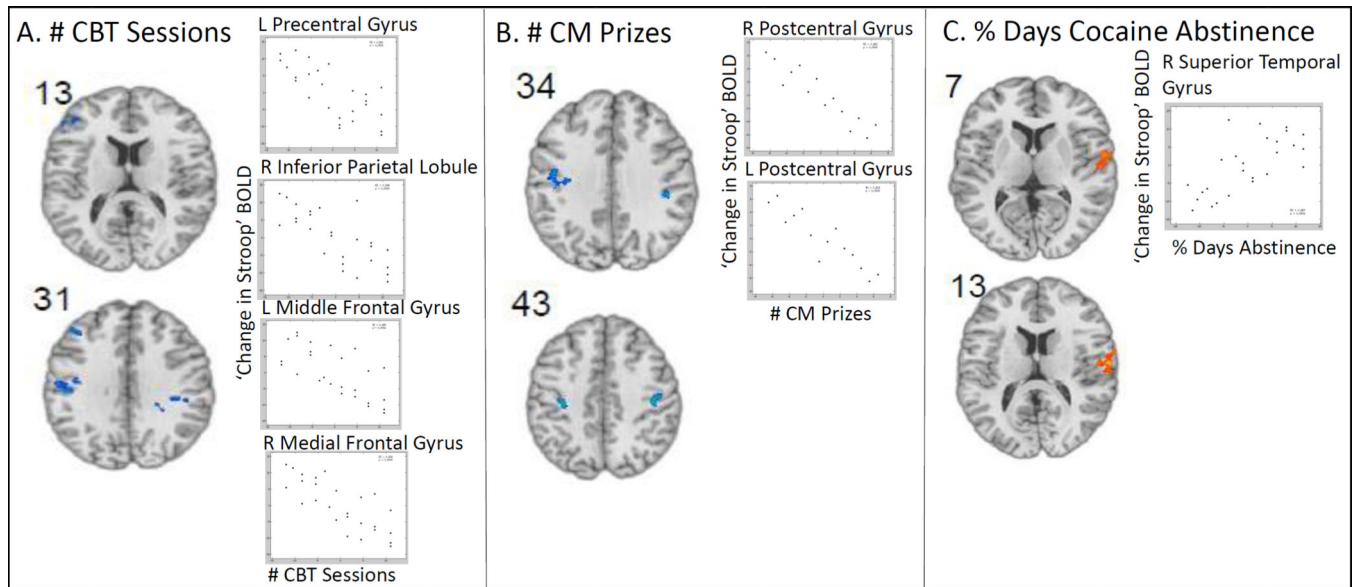 A. # CBT Sessions
13
31
'Change in Stroop' BOLD
L Precentral Gyrus
R Inferior Parietal Lobule
L Middle Frontal Gyrus
R Medial Frontal Gyrus
# CBT Sessions
B. # CM Prizes
34
43
'Change in Stroop' BOLD
R Postcentral Gyrus
L Postcentral Gyrus
# CM Prizes
C. % Days Cocaine Abstinence
7
13
'Change in Stroop' BOLD
R Superior Temporal
Gyrus
% Days Abstinence